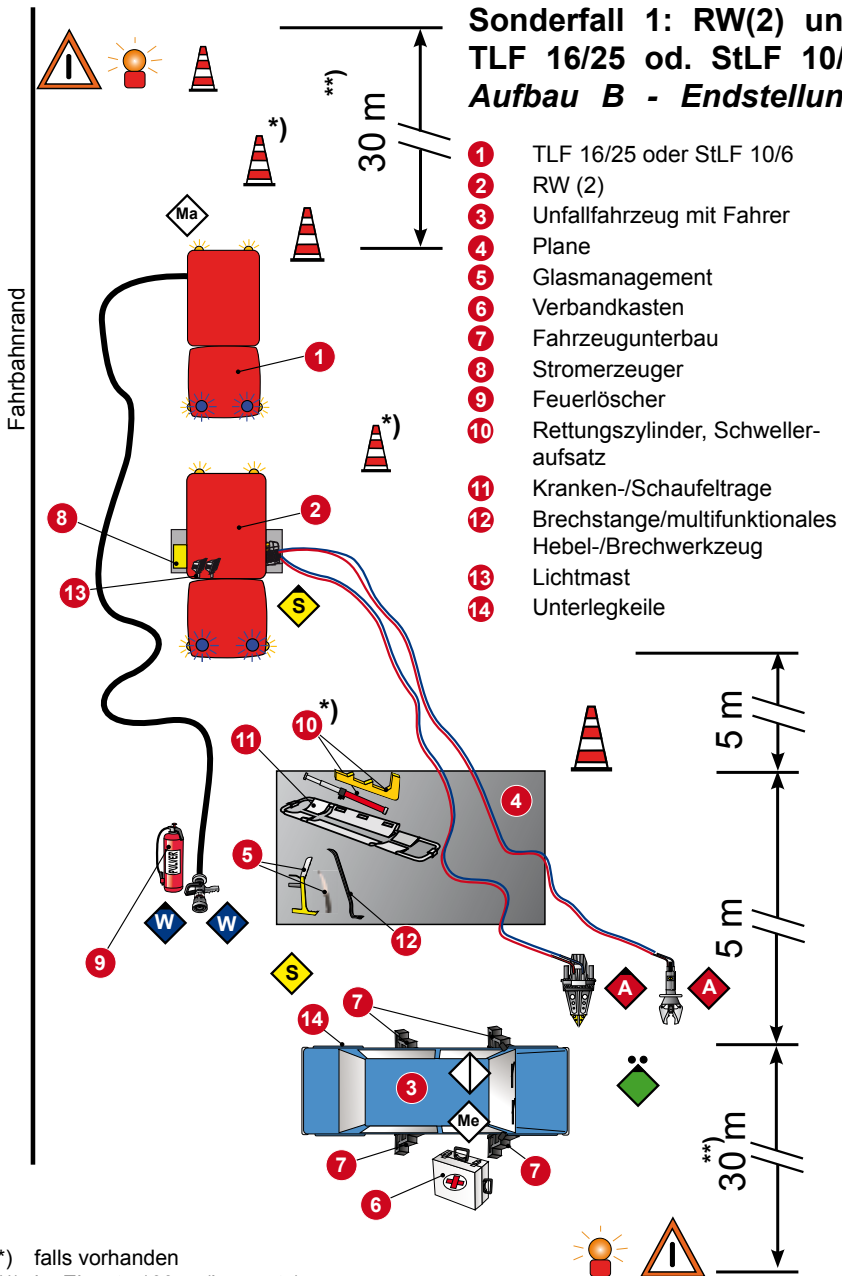 Sonderfall 1: RW(2) un
TLF 16/25 od. StLF 10/
Aufbau B - Endstellun
**)
30 m
*)
1 TLF 16/25 oder StLF 10/6
2 RW (2)
3 Unfallfahrzeug mit Fahrer
4 Plane
5 Glasmanagement
6 Verbandkasten
7 Fahrzeugunterbau
8 Stromerzeuger
9 Feuerlöscher
10 Rettungszylinder, Schweller-
aufsatz
11 Kranken-/Schaufeltrage
12 Brechstange/multifunktionales
Hebel-/Brechwerkzeug
13 Lichtmast
14 Unterlegkeile
Fahrbahnrand
Ma
1
*)
2
8
13
S
5 m
*)
10
11
4
5
12
PULVER
W
W
9
S
A
A
5 m
7
7
14
3
Me
7
7
6
**)
30 m
*) falls vorhanden